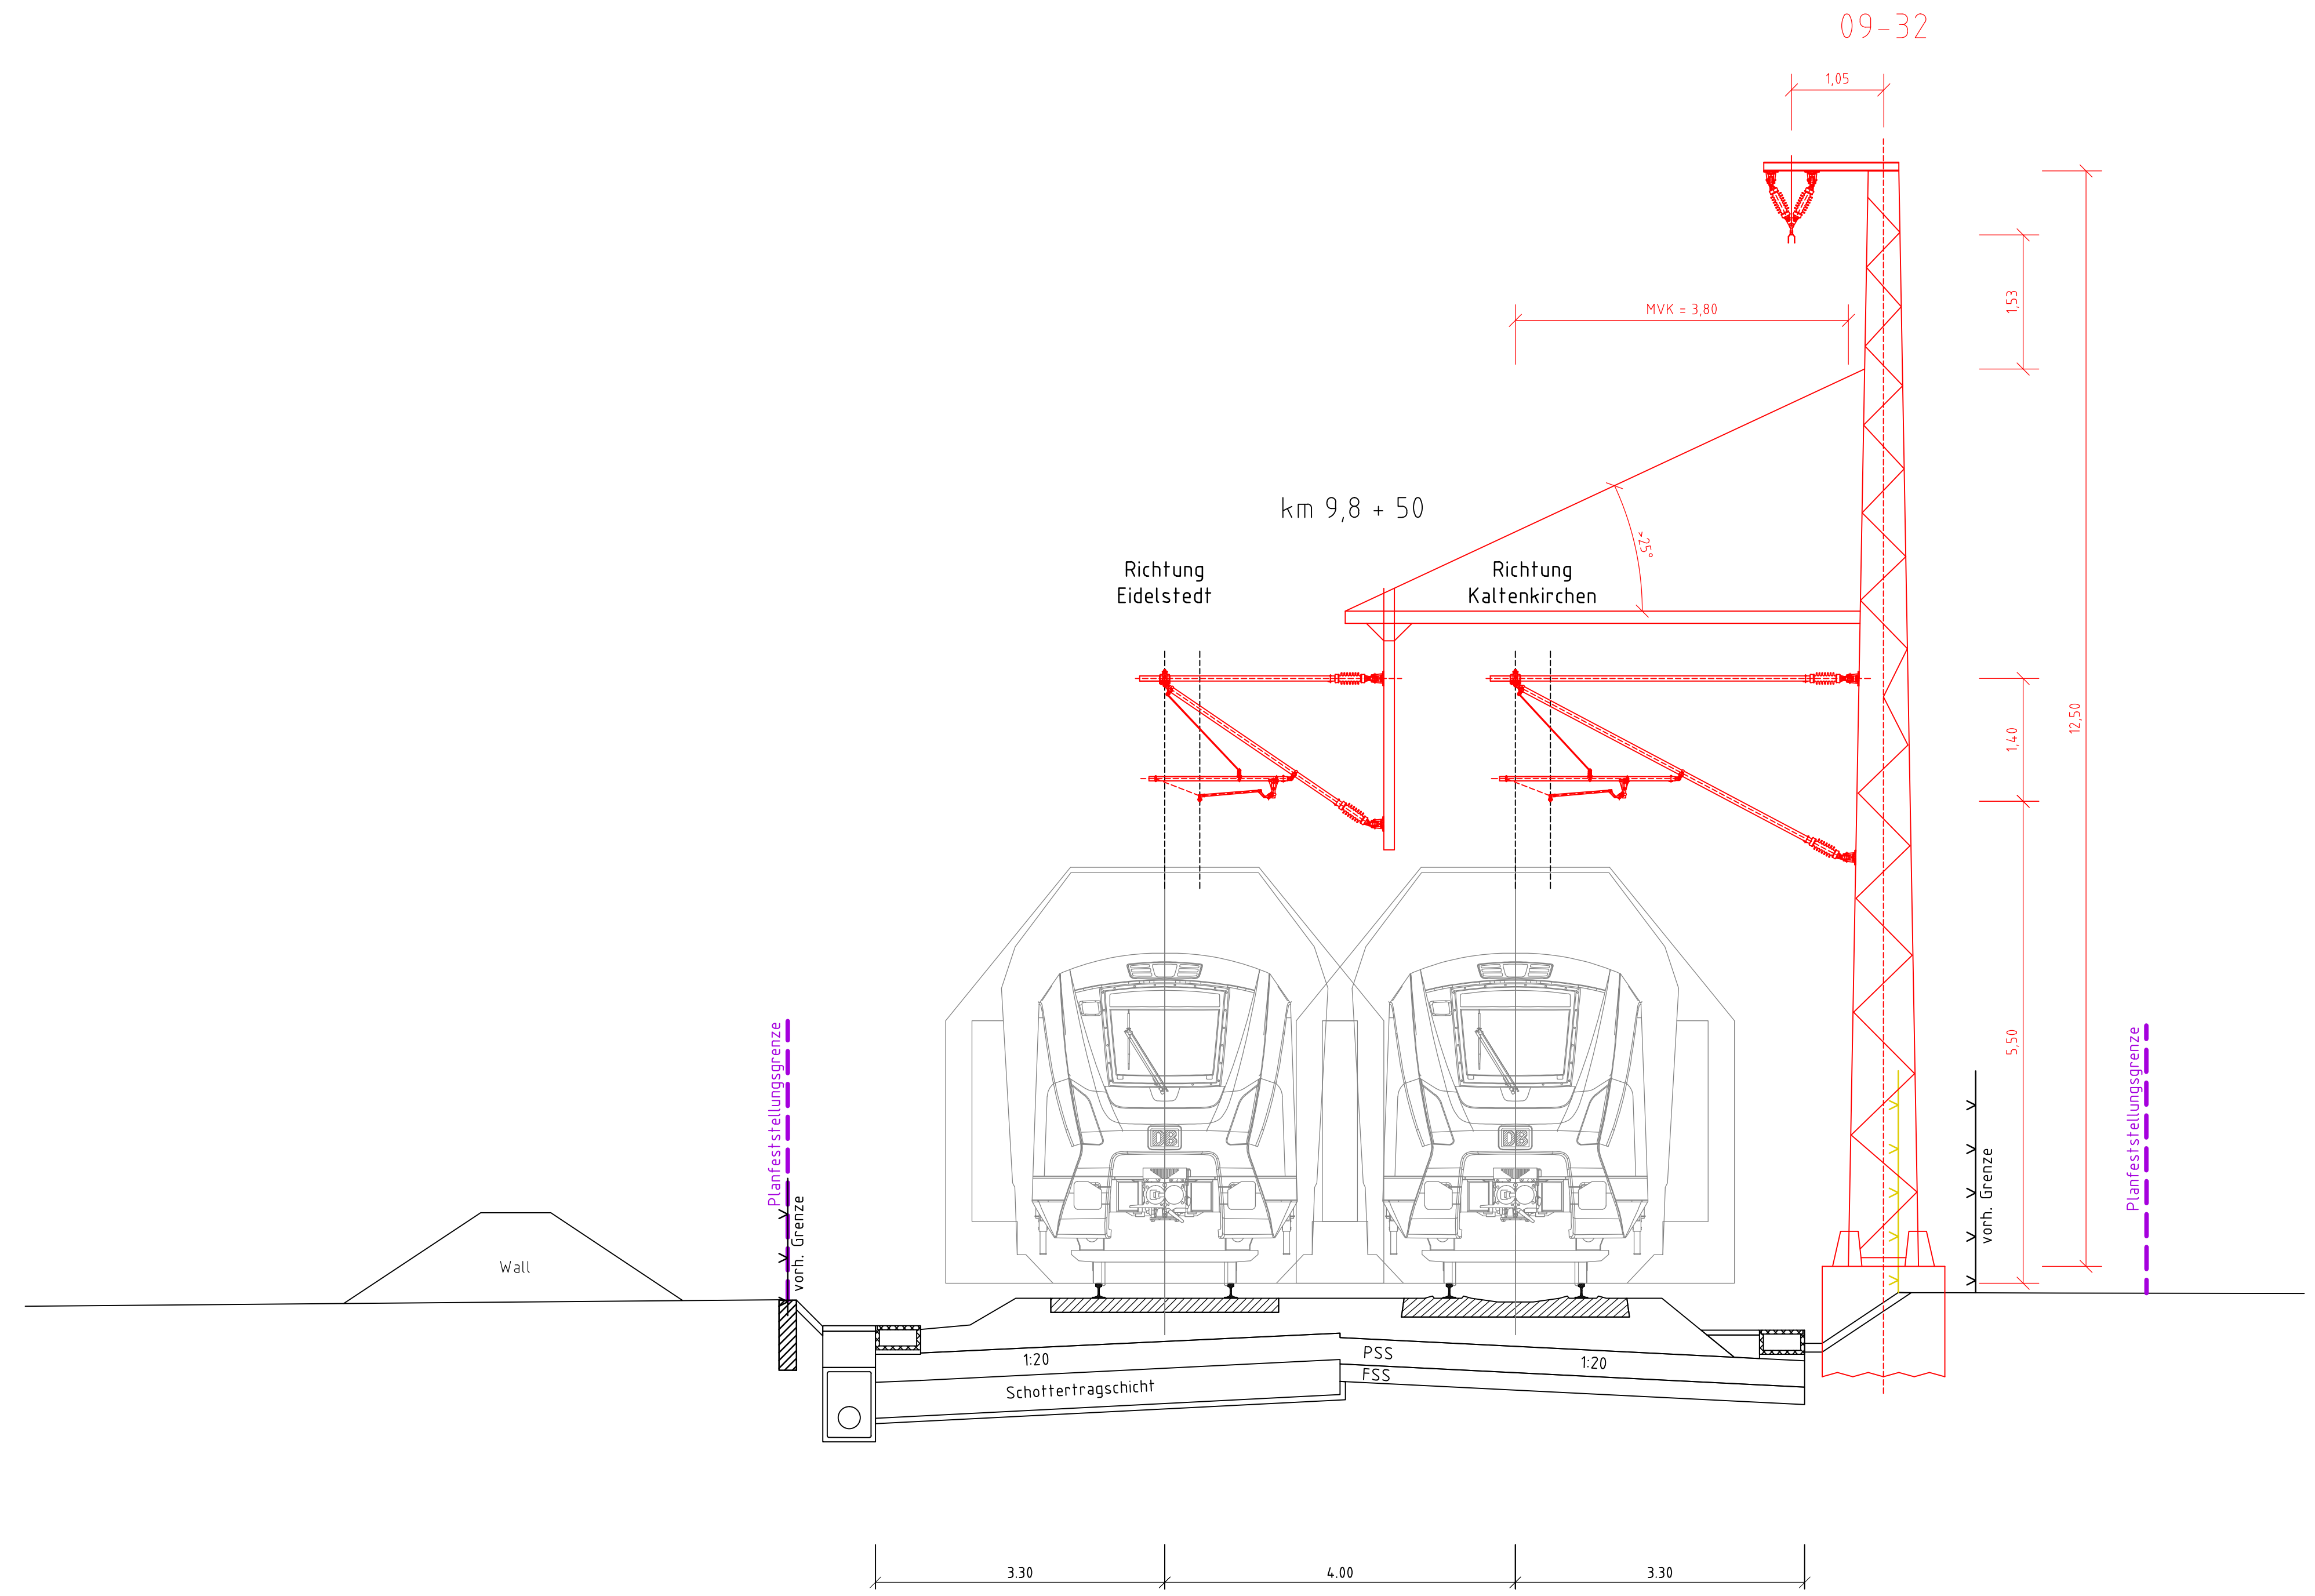 09-32
1,05
1,53
MVK = 3,80
km 9,8 + 50
~25°
Richtung
Eidelstedt
Richtung
Kaltenkirchen
1,40
12,50
5,50
Planfeststellungsgrenze
vorh. Grenze
vorh. Grenze
Planfeststellungsgrenze
DB
DB
Wall
1:20
PSS
1:20
FSS
Schottertragschicht
3.30
4.00
3.30